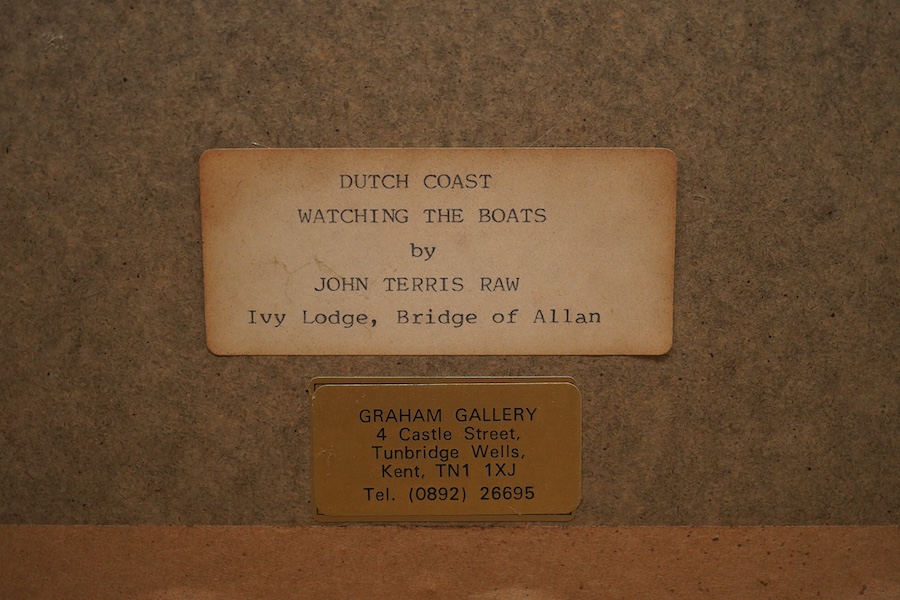 DUTCH COAST
WATCHING THE BOATS
by
JOHN TERRIS RAW
Ivy Lodge, Bridge of Allan
GRAHAM GALLERY
4 Castle Street,
Tunbridge Wells,
Kent, TN1 1XJ
Tel. (0892) 26695